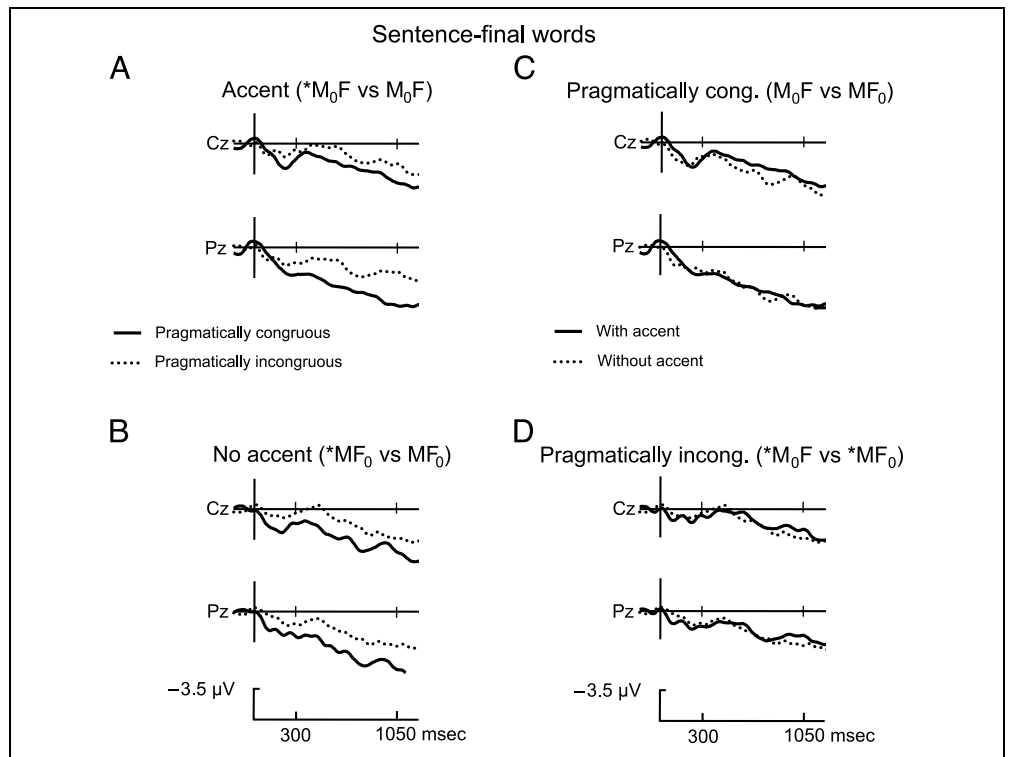 Sentence-final words
A
Accent (*M₀F vs M₀F)
Cz
Pz
Pragmatically congruous
Pragmatically incongruous
C
Pragmatically cong. (M₀F vs MF₀)
Cz
Pz
With accent
Without accent
B
No accent (*MF₀ vs MF₀)
Cz
Pz
−3.5 µV
300 1050 msec
D
Pragmatically incong. (*M₀F vs *MF₀)
Cz
Pz
−3.5 µV
300 1050 msec